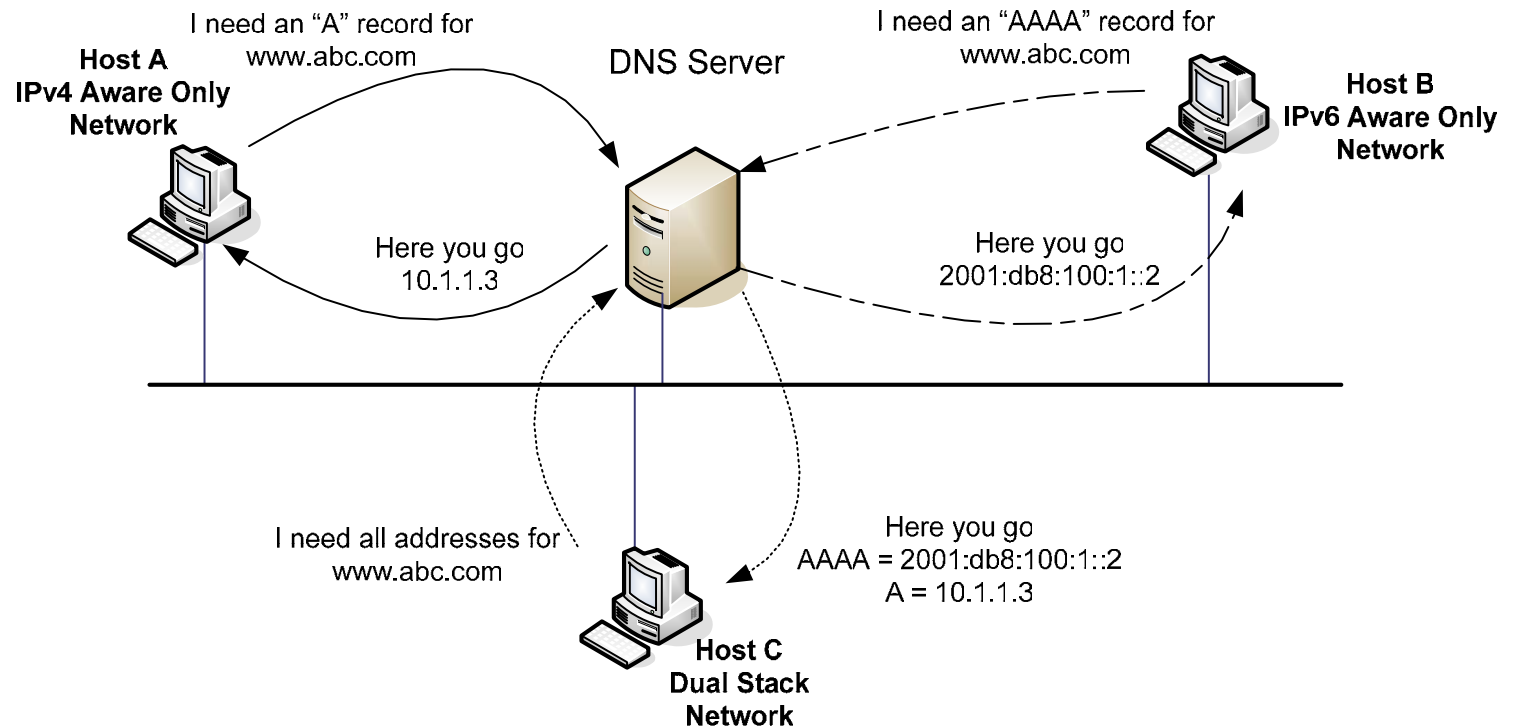 I need an “A” record for
www.abc.com
Host A
IPv4 Aware Only
Network
DNS Server
I need an “AAAA” record for
www.abc.com
Host B
IPv6 Aware Only
Network
Here you go
10.1.1.3
Here you go
2001:db8:100:1::2
I need all addresses for
www.abc.com
Here you go
AAAA = 2001:db8:100:1::2
A = 10.1.1.3
Host C
Dual Stack
Network